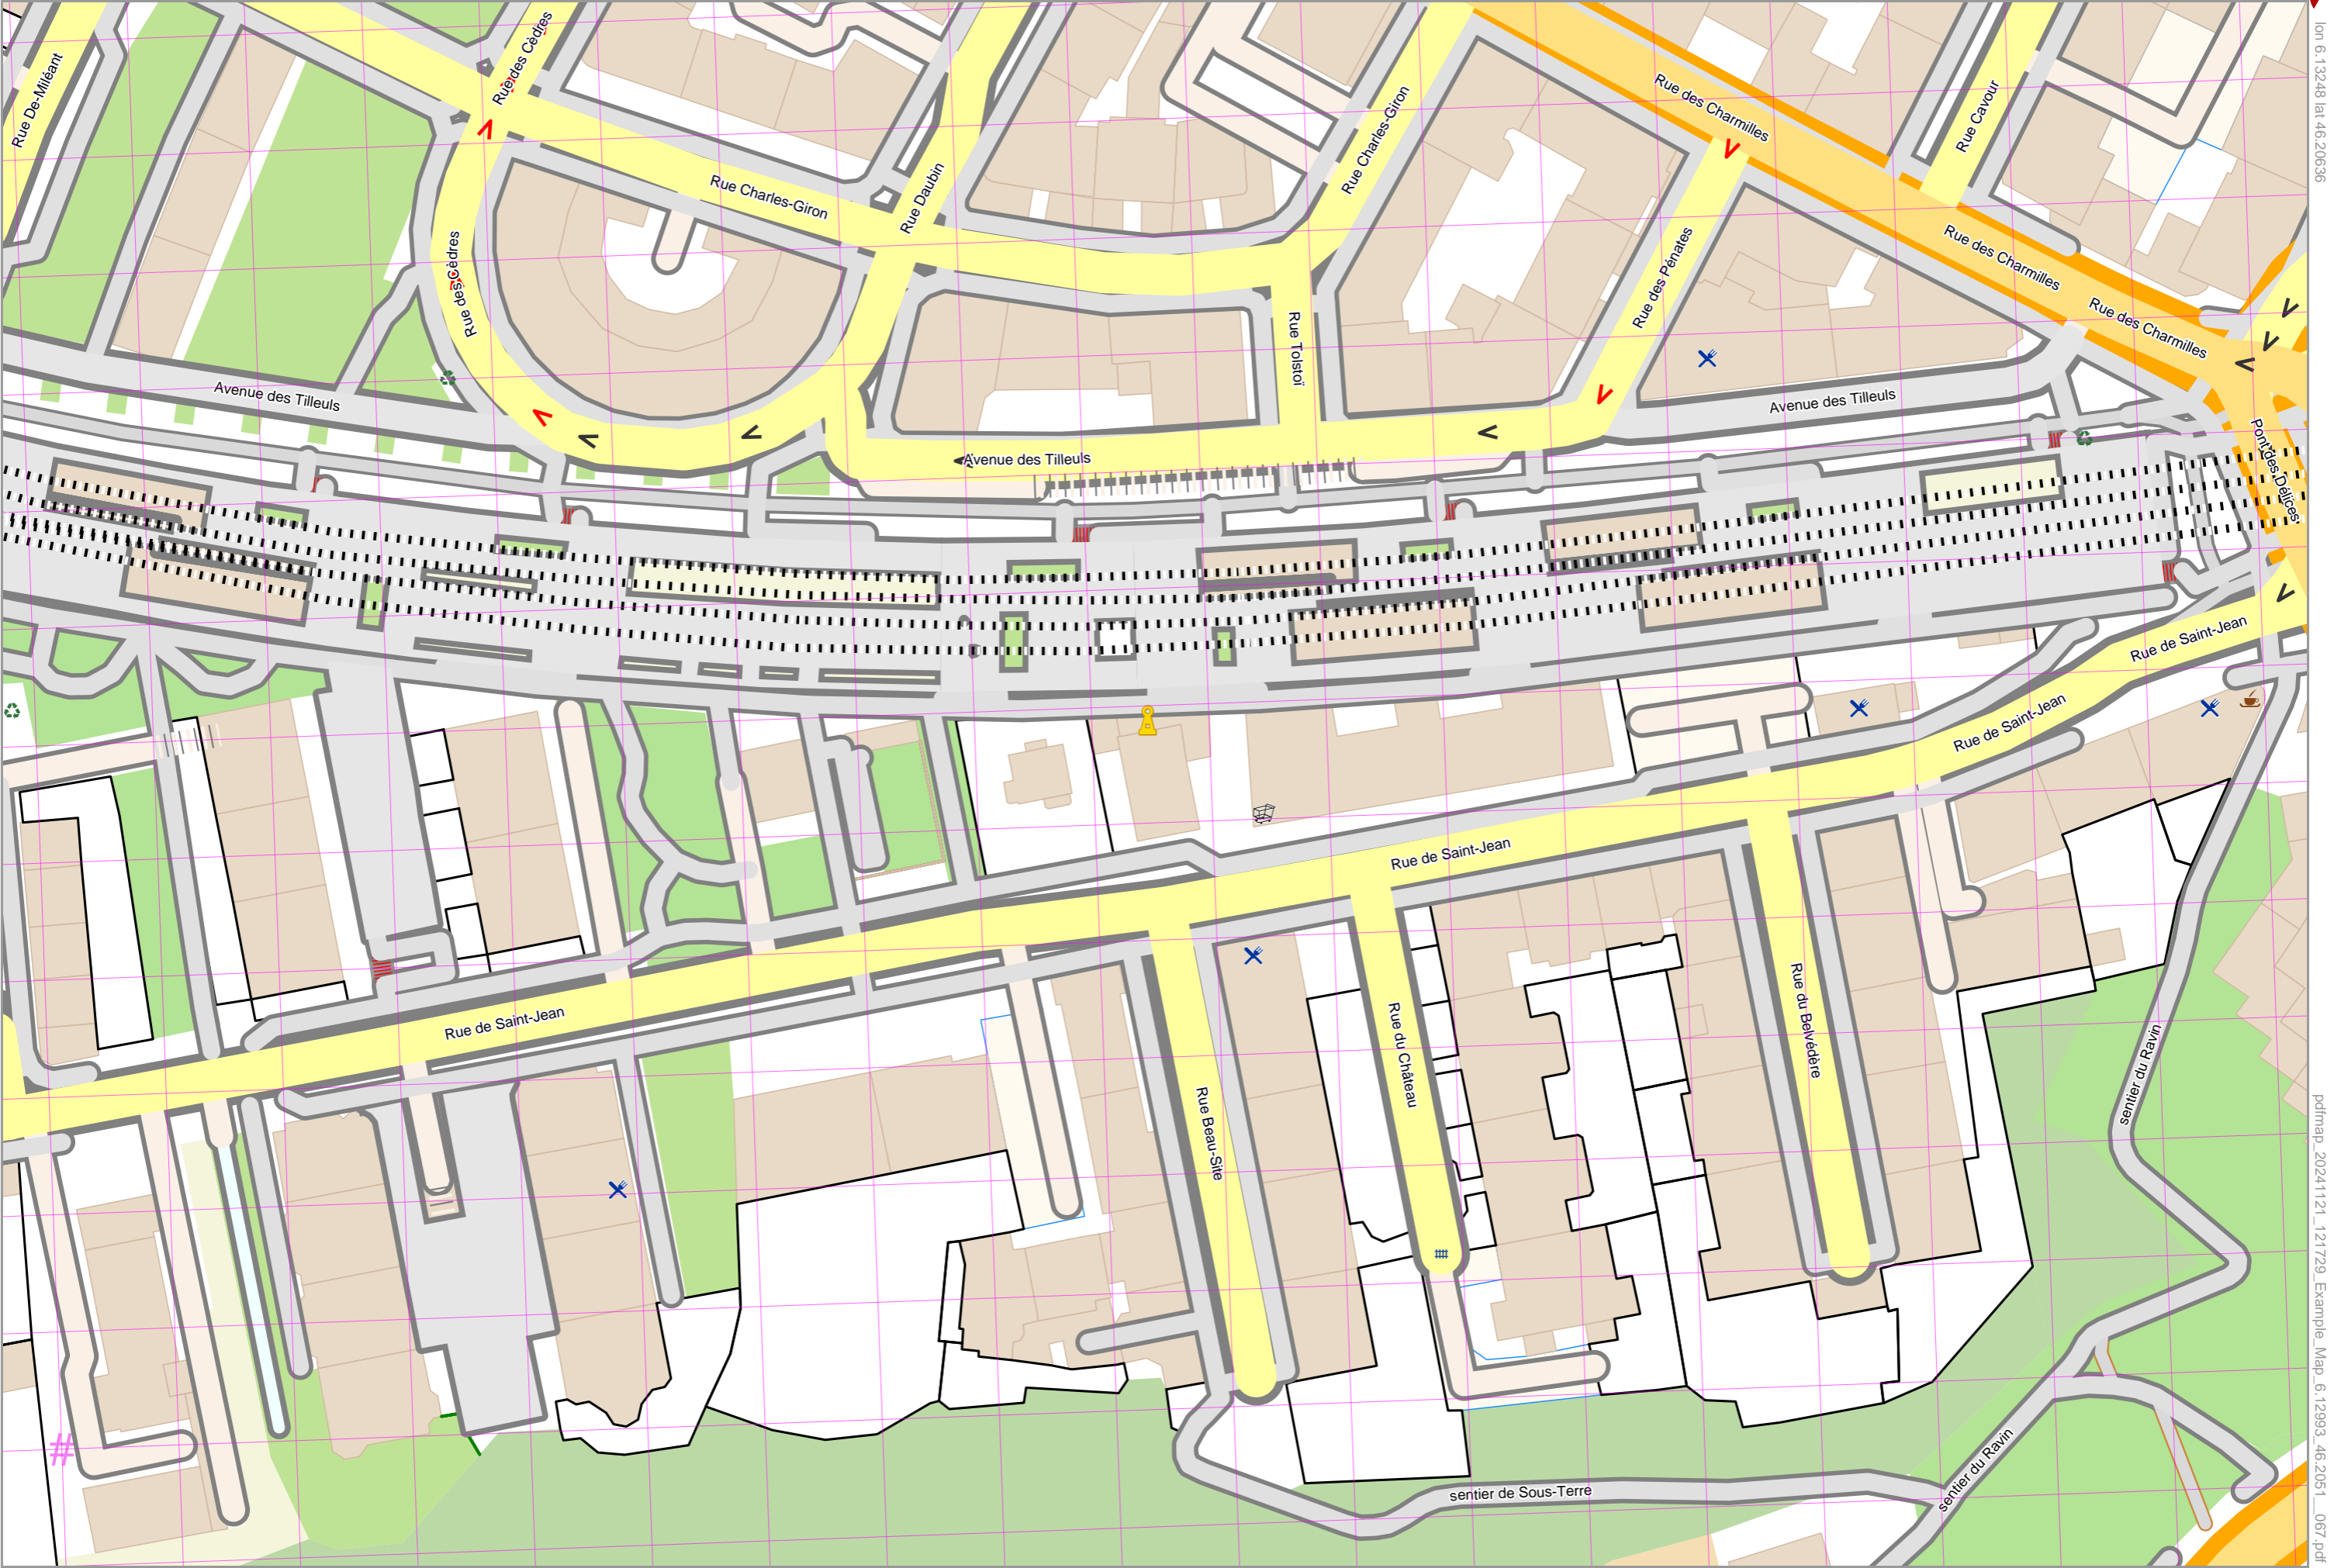 Rue De-Miléant
Rue des Cèdres
Rue des Cèdres
Rue Charles-Giron
Rue Daubin
Rue Charles-Giron
Rue des Charmilles
Rue Cavour
Rue des Charmilles
Rue des Charmilles
Rue des Pénates
Rue Tolstoï
Avenue des Tilleuls
Avenue des Tilleuls
Avenue des Tilleuls
Pont des Délices
Rue de Saint-Jean
Rue de Saint-Jean
Rue de Saint-Jean
Rue de Saint-Jean
Rue Beau-Site
Rue du Château
Rue du Belvédère
sentier du Ravin
sentier du Ravin
sentier de Sous-Terre
#
lon 6.13248 lat 46.20636
pdfmap_20241121_121729_Example_Map_6.12993_46.2051__067.pdf